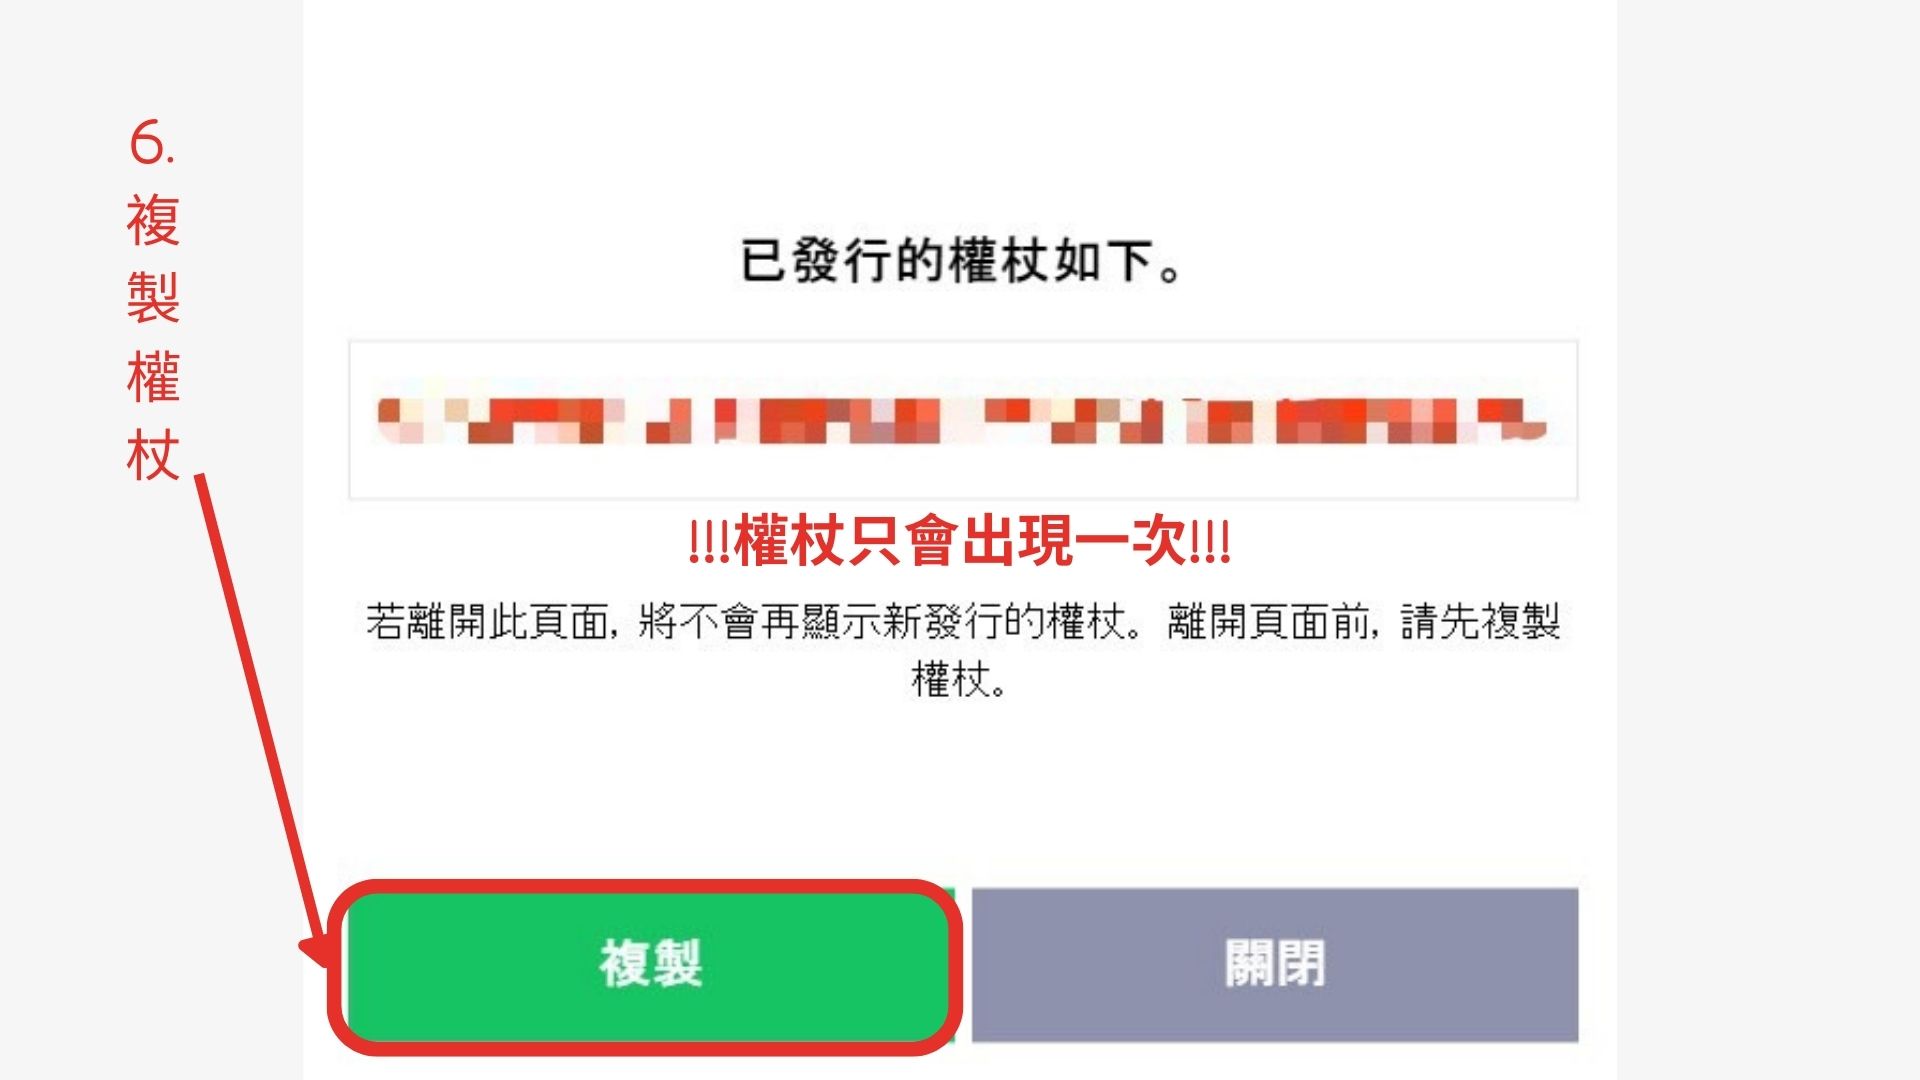 6.
複
製
權
杖
已發行的權杖如下。
!!!權杖只會出現一次!!!
若離開此頁面, 將不會再顯示新發行的權杖。離開頁面前, 請先複製
權杖。
複製
關閉